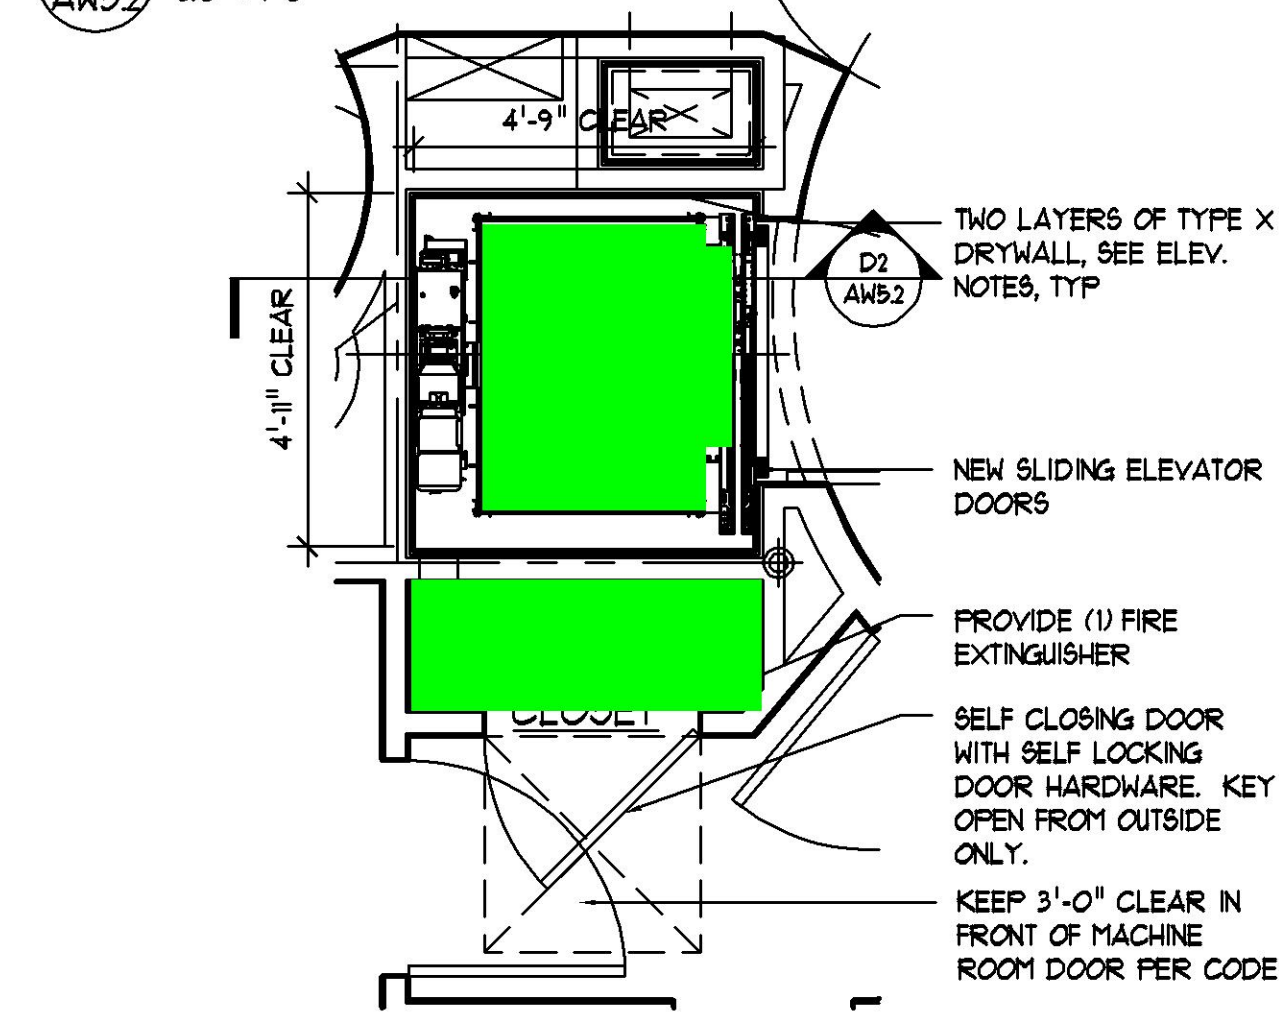 AW5.2
4'-9" CLEAR
TWO LAYERS OF TYPE X
DRYWALL, SEE ELEV.
NOTES, TYP
D2
AW5.2
4'-11" CLEAR
NEW SLIDING ELEVATOR
DOORS
PROVIDE (1) FIRE
EXTINGUISHER
CLOSET
SELF CLOSING DOOR
WITH SELF LOCKING
DOOR HARDWARE. KEY
OPEN FROM OUTSIDE
ONLY.
KEEP 3'-0" CLEAR IN
FRONT OF MACHINE
ROOM DOOR PER CODE